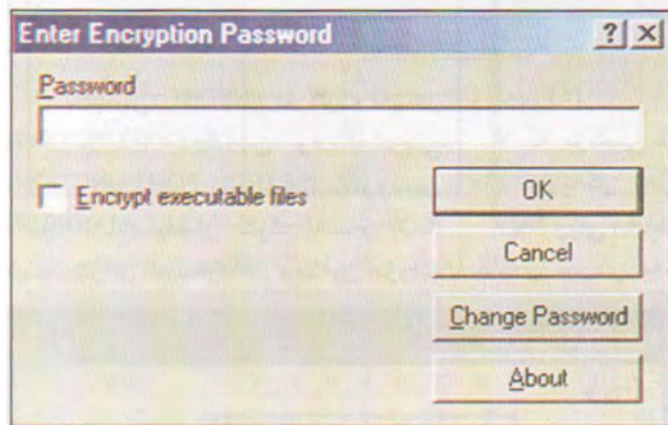 Enter Encryption Password
Password
Encrypt executable files
OK
Cancel
Change Password
About